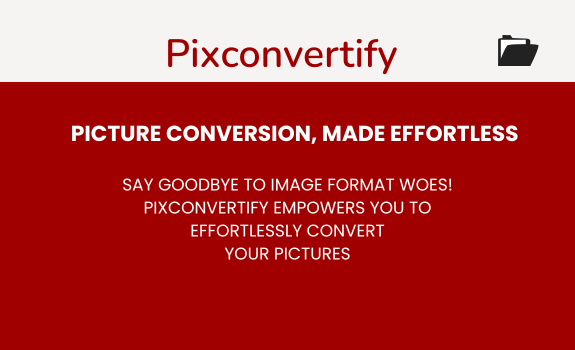 Pixconvertify
PICTURE CONVERSION, MADE EFFORTLESS
SAY GOODBYE TO IMAGE FORMAT WOES!
PIXCONVERTIFY EMPOWERS YOU TO
EFFORTLESSLY CONVERT
YOUR PICTURES